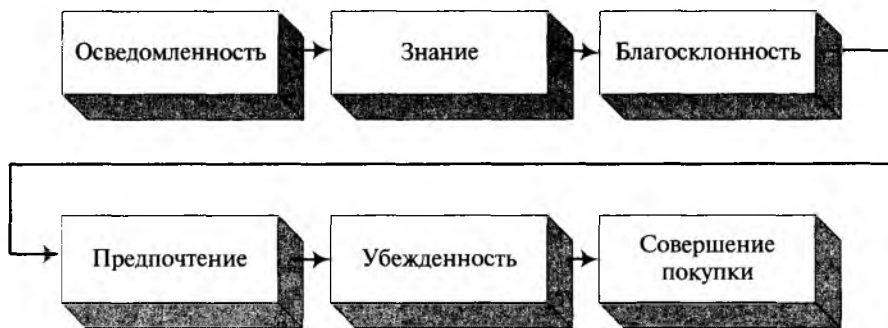 Осведомленность
Знание
Благосклонность
Предпочтение
Убежденность
Совершение
покупки